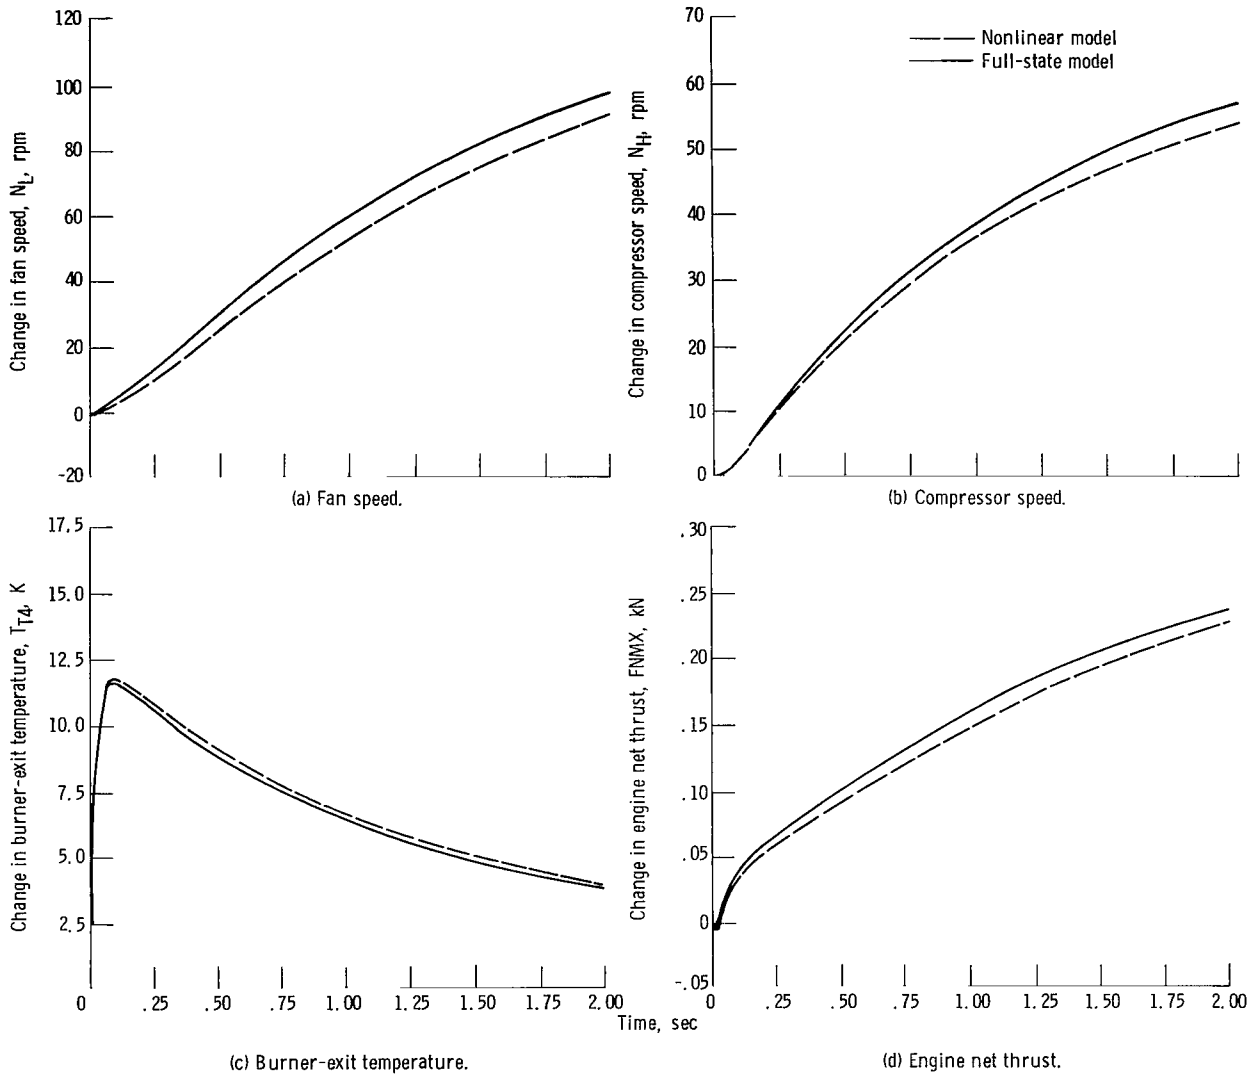 120
100
80
60
40
20
0
-20
Change in fan speed, N_L, rpm
(a) Fan speed.
70
60
50
40
30
20
10
0
Change in compressor speed, N_H, rpm
Nonlinear model
Full-state model
(b) Compressor speed.
17.5
15.0
12.5
10.0
7.5
5.0
2.5
Change in burner-exit temperature, T_T4, K
0 .25 .50 .75 1.00 1.25 1.50 1.75 2.00
(c) Burner-exit temperature.
.30
.25
.20
.15
.10
.05
0
-.05
Change in engine net thrust, FNMX, kN
0 .25 .50 .75 1.00 1.25 1.50 1.75 2.00
Time, sec
(d) Engine net thrust.